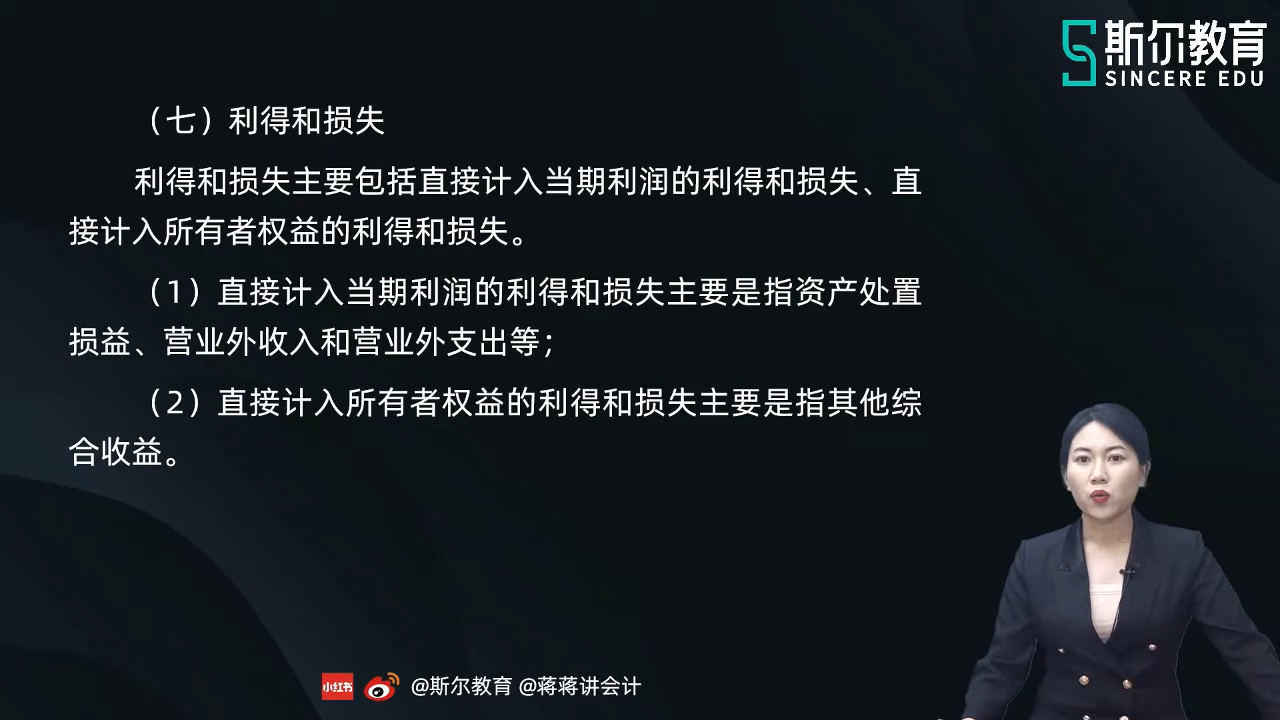 斯尔教育
SINCERE EDU
（七）利得和损失
利得和损失主要包括直接计入当期利润的利得和损失、直
接计入所有者权益的利得和损失。
（1）直接计入当期利润的利得和损失主要是指资产处置
损益、营业外收入和营业外支出等；
（2）直接计入所有者权益的利得和损失主要是指其他综
合收益。
小红书 @斯尔教育 @蒋蒋讲会计